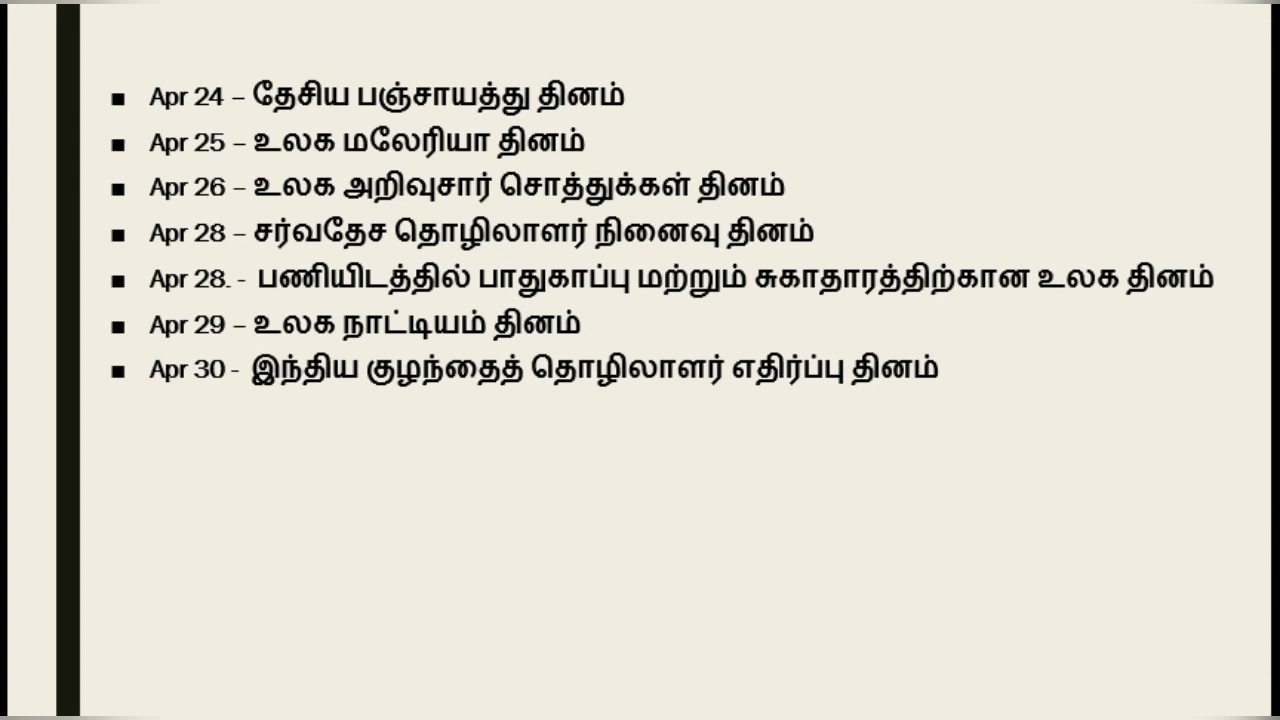 ▪ Apr 24 – தேசிய பஞ்சாயத்து தினம்
▪ Apr 25 – உலக மலேரியா தினம்
▪ Apr 26 – உலக அறிவுசார் சொத்துக்கள் தினம்
▪ Apr 28 – சர்வதேச தொழிலாளர் நினைவு தினம்
▪ Apr 28. - பணியிடத்தில் பாதுகாப்பு மற்றும் சுகாதாரத்திற்கான உலக தினம்
▪ Apr 29 – உலக நாட்டியம் தினம்
▪ Apr 30 - இந்திய குழந்தைத் தொழிலாளர் எதிர்ப்பு தினம்